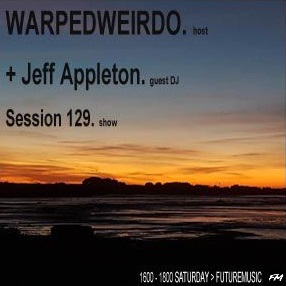 WARPEDWEIRDO. host
+ Jeff Appleton. guest DJ
Session 129. show
1600 - 1800 SATURDAY > FUTUREMUSIC FM